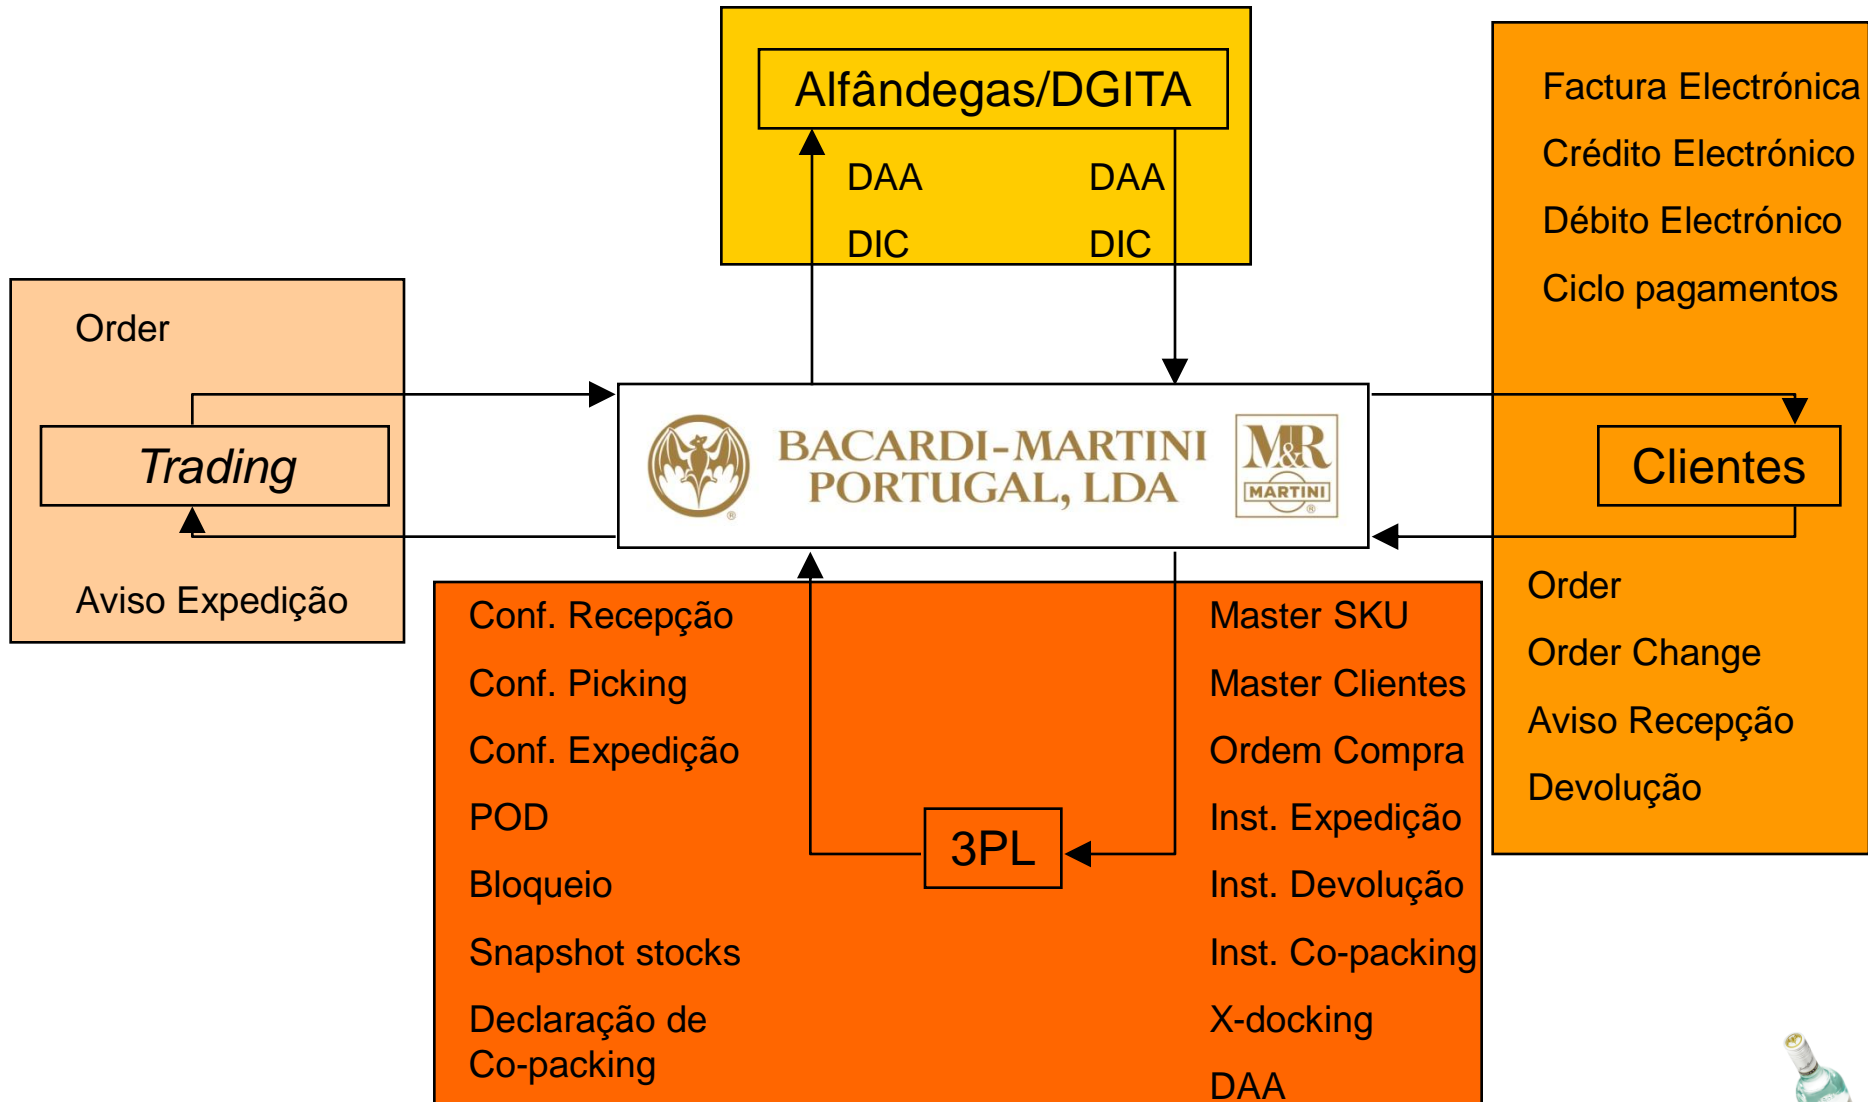 Alfândegas/DGITA
DAA
DIC
DAA
DIC
Order
Trading
Aviso Expedição
BACARDI-MARTINI
PORTUGAL, LDA
®
M&R
MARTINI
®
Factura Electrónica
Crédito Electrónico
Débito Electrónico
Ciclo pagamentos
Clientes
Order
Order Change
Aviso Recepção
Devolução
Conf. Recepção
Conf. Picking
Conf. Expedição
POD
Bloqueio
Snapshot stocks
Declaração de
Co-packing
3PL
Master SKU
Master Clientes
Ordem Compra
Inst. Expedição
Inst. Devolução
Inst. Co-packing
X-docking
DAA